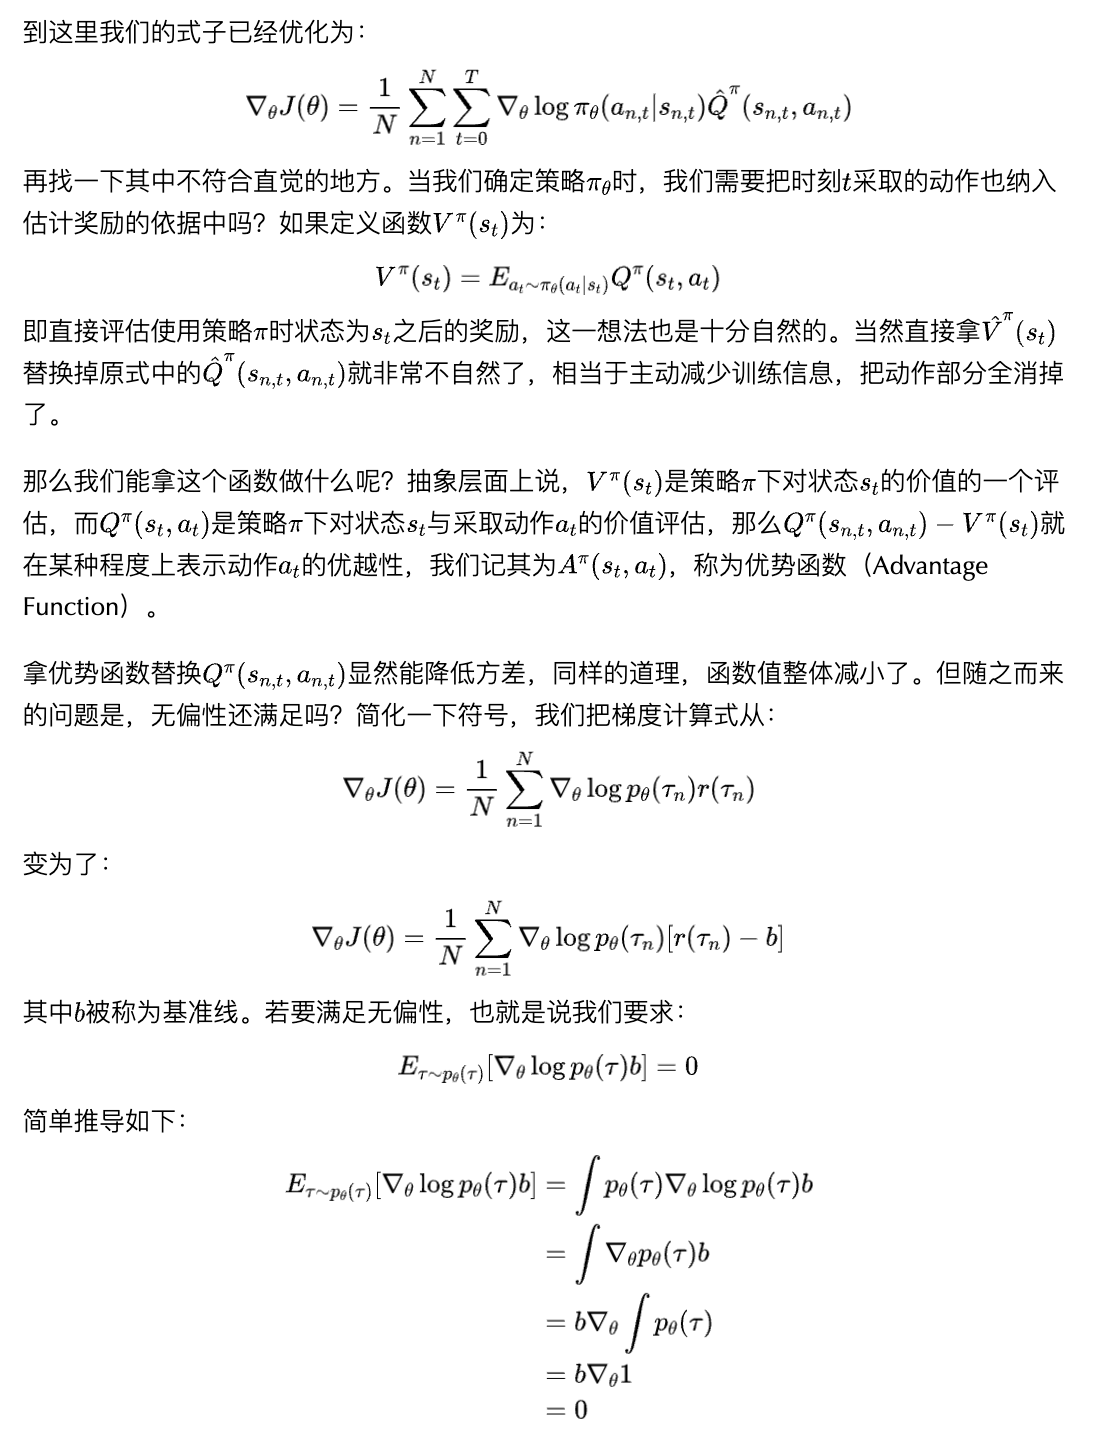 到这里我们的式子已经优化为：
$$\nabla_\theta J(\theta) = \frac{1}{N}\sum_{n=1}^{N}\sum_{t=0}^{T}\nabla_\theta \log \pi_\theta(a_{n,t}|s_{n,t})\hat{Q}^\pi(s_{n,t}, a_{n,t})$$
再找一下其中不符合直觉的地方。当我们确定策略$\pi_\theta$时，我们需要把时刻$t$采取的动作也纳入
估计奖励的依据中吗？如果定义函数$V^\pi(s_t)$为：
$$V^\pi(s_t) = E_{a_t\sim\pi_\theta(a_t|s_t)}Q^\pi(s_t, a_t)$$
即直接评估使用策略$\pi$时状态为$s_t$之后的奖励，这一想法也是十分自然的。当然直接拿$\hat{V}^\pi(s_t)$
替换掉原式中的$\hat{Q}^\pi(s_{n,t}, a_{n,t})$就非常不自然了，相当于主动减少训练信息，把动作部分全消掉
了。
那么我们能拿这个函数做什么呢？抽象层面上说，$V^\pi(s_t)$是策略$\pi$下对状态$s_t$的价值的一个评
估，而$Q^\pi(s_t, a_t)$是策略$\pi$下对状态$s_t$与采取动作$a_t$的价值评估，那么$Q^\pi(s_{n,t}, a_{n,t}) - V^\pi(s_t)$就
在某种程度上表示动作$a_t$的优越性，我们记其为$A^\pi(s_t, a_t)$，称为优势函数（Advantage
Function）。
拿优势函数替换$Q^\pi(s_{n,t}, a_{n,t})$显然能降低方差，同样的道理，函数值整体减小了。但随之而来
的问题是，无偏性还满足吗？简化一下符号，我们把梯度计算式从：
$$\nabla_\theta J(\theta) = \frac{1}{N}\sum_{n=1}^{N}\nabla_\theta \log p_\theta(\tau_n)r(\tau_n)$$
变为了：
$$\nabla_\theta J(\theta) = \frac{1}{N}\sum_{n=1}^{N}\nabla_\theta \log p_\theta(\tau_n)[r(\tau_n) - b]$$
其中$b$被称为基准线。若要满足无偏性，也就是说我们要求：
$$E_{\tau\sim p_\theta(\tau)}[\nabla_\theta \log p_\theta(\tau)b] = 0$$
简单推导如下：
$$E_{\tau\sim p_\theta(\tau)}[\nabla_\theta \log p_\theta(\tau)b] = \int p_\theta(\tau)\nabla_\theta \log p_\theta(\tau)b$$
$$= \int \nabla_\theta p_\theta(\tau)b$$
$$= b\nabla_\theta \int p_\theta(\tau)$$
$$= b\nabla_\theta 1$$
$$= 0$$